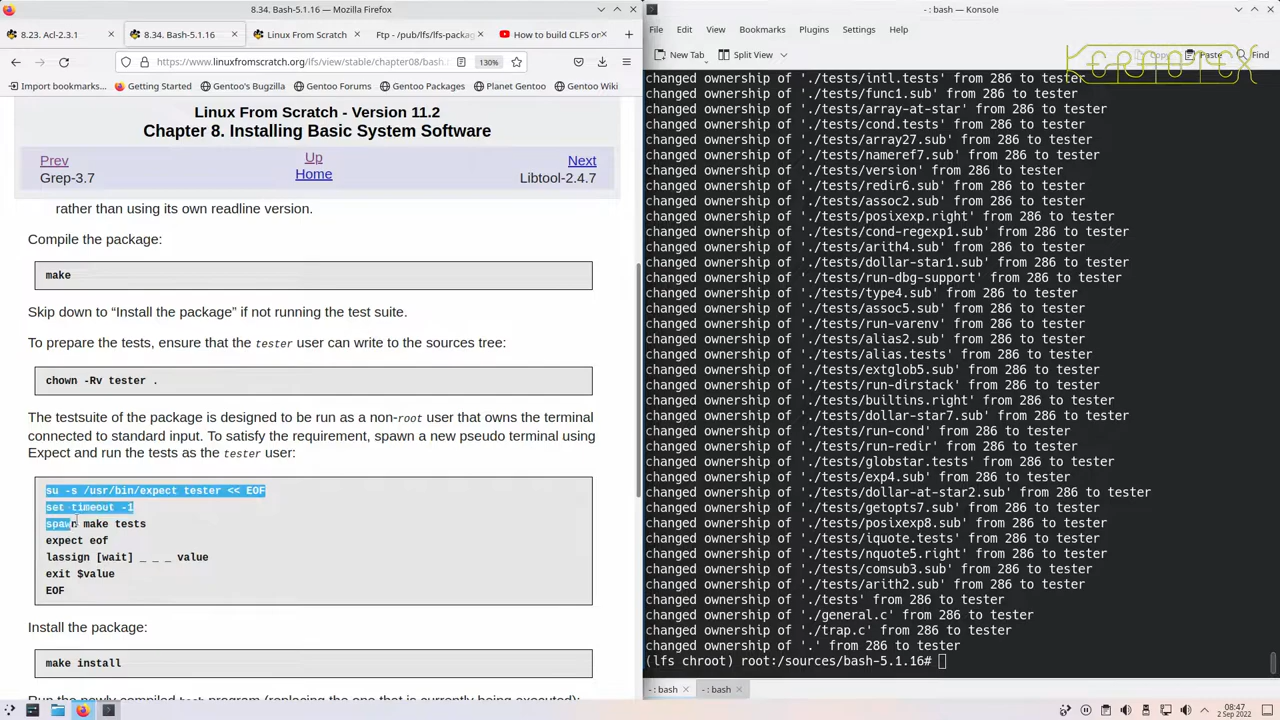 8.34. Bash-5.1.16 — Mozilla Firefox
8.23. Acl-2.3.1
8.34. Bash-5.1.16
Linux From Scratch
Ftp - /pub/lfs/lfs-packag
How to build CLFS on
https://www.linuxfromscratch.org/lfs/view/stable/chapter08/bash
Import bookmarks...
Getting Started
Gentoo's Bugzilla
Gentoo Forums
Gentoo Packages
Planet Gentoo
Gentoo Wiki
Linux From Scratch - Version 11.2
Chapter 8. Installing Basic System Software
Prev
Up
Next
Grep-3.7
Home
Libtool-2.4.7
rather than using its own readline version.
Compile the package:
make
Skip down to “Install the package” if not running the test suite.
To prepare the tests, ensure that the tester user can write to the sources tree:
chown -Rv tester .
The testsuite of the package is designed to be run as a non-root user that owns the terminal
connected to standard input. To satisfy the requirement, spawn a new pseudo terminal using
Expect and run the tests as the tester user:
su -s /usr/bin/expect tester << EOF
set timeout -1
spawn make tests
expect eof
lassign [wait] _ _ _ value
exit $value
EOF
Install the package:
make install
- : bash — Konsole
File Edit View Bookmarks Plugins Settings Help
New Tab
Split View
Copy
Paste
Find
KERNOTEX
changed ownership of './tests/intl.tests' from 286 to tester
changed ownership of './tests/func1.sub' from 286 to tester
changed ownership of './tests/array-at-star' from 286 to tester
changed ownership of './tests/cond.tests' from 286 to tester
changed ownership of './tests/array27.sub' from 286 to tester
changed ownership of './tests/nameref7.sub' from 286 to tester
changed ownership of './tests/version' from 286 to tester
changed ownership of './tests/redir6.sub' from 286 to tester
changed ownership of './tests/assoc2.sub' from 286 to tester
changed ownership of './tests/posixexp.right' from 286 to tester
changed ownership of './tests/cond-regexp1.sub' from 286 to tester
changed ownership of './tests/arith4.sub' from 286 to tester
changed ownership of './tests/dollar-star1.sub' from 286 to tester
changed ownership of './tests/run-dbg-support' from 286 to tester
changed ownership of './tests/type4.sub' from 286 to tester
changed ownership of './tests/assoc5.sub' from 286 to tester
changed ownership of './tests/run-varenv' from 286 to tester
changed ownership of './tests/alias2.sub' from 286 to tester
changed ownership of './tests/alias.tests' from 286 to tester
changed ownership of './tests/extglob5.sub' from 286 to tester
changed ownership of './tests/run-dirstack' from 286 to tester
changed ownership of './tests/builtins.right' from 286 to tester
changed ownership of './tests/dollar-star7.sub' from 286 to tester
changed ownership of './tests/run-cond' from 286 to tester
changed ownership of './tests/run-redir' from 286 to tester
changed ownership of './tests/globstar.tests' from 286 to tester
changed ownership of './tests/exp4.sub' from 286 to tester
changed ownership of './tests/dollar-at-star2.sub' from 286 to tester
changed ownership of './tests/getopts7.sub' from 286 to tester
changed ownership of './tests/posixexp8.sub' from 286 to tester
changed ownership of './tests/iquote.tests' from 286 to tester
changed ownership of './tests/nquote5.right' from 286 to tester
changed ownership of './tests/comsub3.sub' from 286 to tester
changed ownership of './tests/arith2.sub' from 286 to tester
changed ownership of './tests' from 286 to tester
changed ownership of './general.c' from 286 to tester
changed ownership of './trap.c' from 286 to tester
changed ownership of '.' from 286 to tester
(lfs chroot) root:/sources/bash-5.1.16#
- : bash
- : bash
08:47
2 Sep 2022